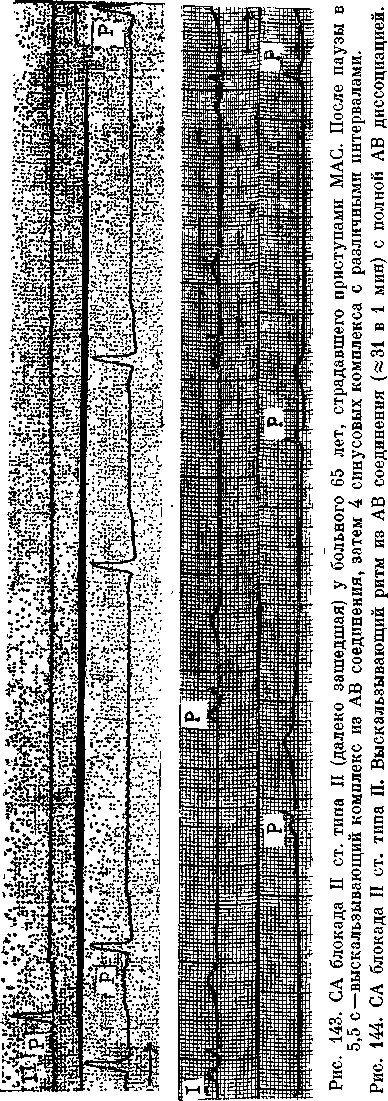 II P
P
P
I
P
P
P
P
Рис. 143. СА блокада II ст. типа II (далеко зашедшая) у больного 65 лет, страдавшего приступами МАС. После паузы в
5,5 с — выскальзывающий комплекс из АВ соединения, затем 4 синусовых комплекса с различными интервалами.
Рис. 144. СА блокада II ст. типа II. Выскальзывающий ритм из АВ соединения (≈31 в 1 мин) с полной АВ диссоциацией.